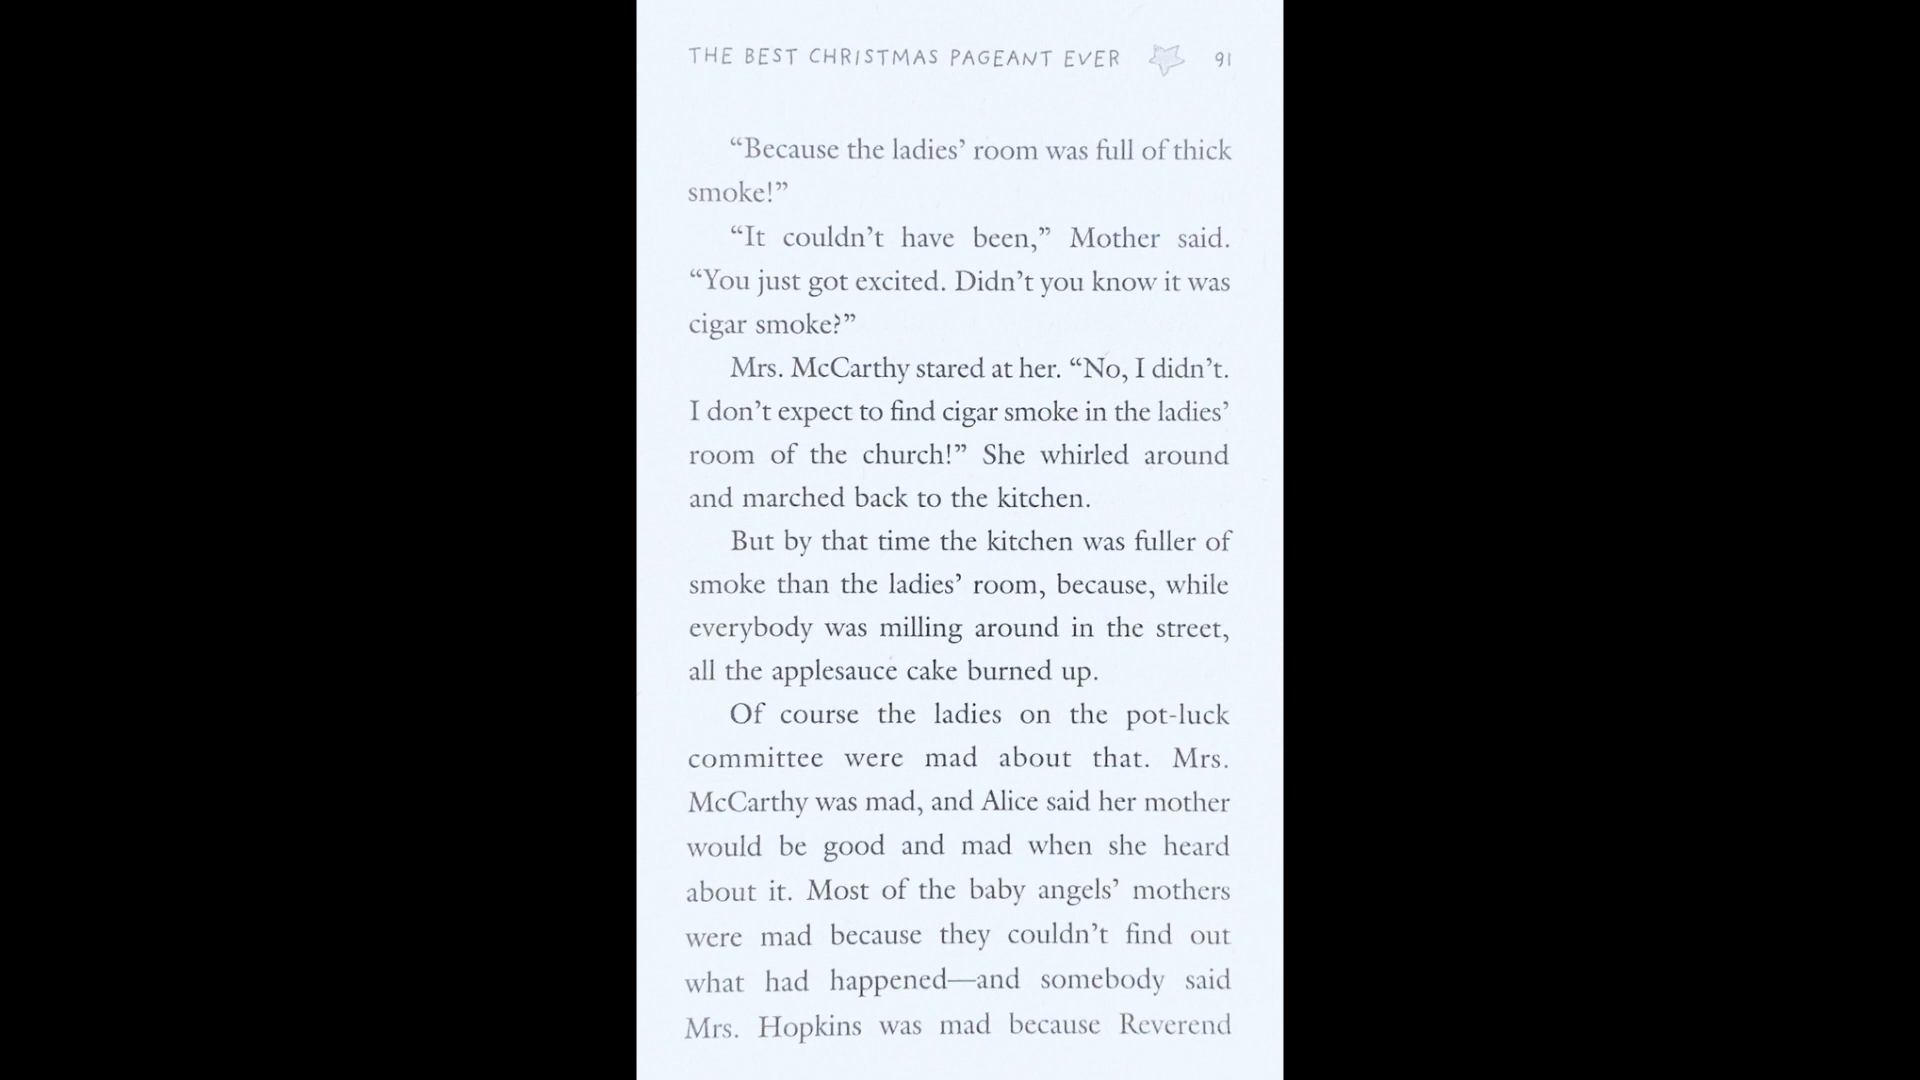 THE BEST CHRISTMAS PAGEANT EVER 91
“Because the ladies’ room was full of thick
smoke!”
“It couldn’t have been,” Mother said.
“You just got excited. Didn’t you know it was
cigar smoke?”
Mrs. McCarthy stared at her. “No, I didn’t.
I don’t expect to find cigar smoke in the ladies’
room of the church!” She whirled around
and marched back to the kitchen.
But by that time the kitchen was fuller of
smoke than the ladies’ room, because, while
everybody was milling around in the street,
all the applesauce cake burned up.
Of course the ladies on the pot-luck
committee were mad about that. Mrs.
McCarthy was mad, and Alice said her mother
would be good and mad when she heard
about it. Most of the baby angels’ mothers
were mad because they couldn’t find out
what had happened—and somebody said
Mrs. Hopkins was mad because Reverend